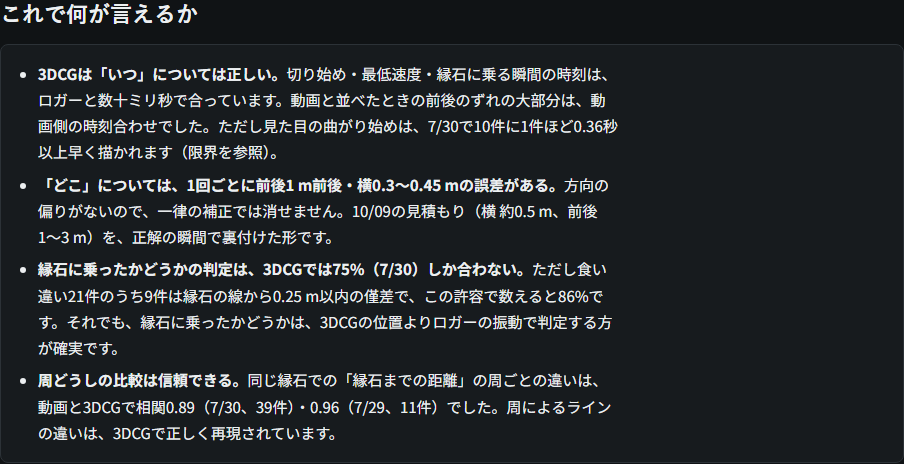 これで何が言えるか
• 3DCGは「いつ」については正しい。切り始め・最低速度・縁石に乗る瞬間の時刻は、
ロガーと数十ミリ秒で合っています。動画と並べたときの前後のずれの大部分は、動
画側の時刻合わせでした。ただし見た目の曲がり始めは、7/30で10件に1件ほど0.36秒
以上早く描かれます（限界を参照）。
• 「どこ」については、1回ごとに前後1 m前後・横0.3〜0.45 mの誤差がある。方向の
偏りがないので、一律の補正では消せません。10/09の見積もり（横 約0.5 m、前後
1〜3 m）を、正解の瞬間で裏付けた形です。
• 縁石に乗ったかどうかの判定は、3DCGでは75%（7/30）しか合わない。ただし食い
違い21件のうち9件は縁石の線から0.25 m以内の僅差で、この許容で数えると86%で
す。それでも、縁石に乗ったかどうかは、3DCGの位置よりロガーの振動で判定する方
が確実です。
• 周どうしの比較は信頼できる。同じ縁石での「縁石までの距離」の周ごとの違いは、
動画と3DCGで相関0.89（7/30、39件）・0.96（7/29、11件）でした。周によるライン
の違いは、3DCGで正しく再現されています。